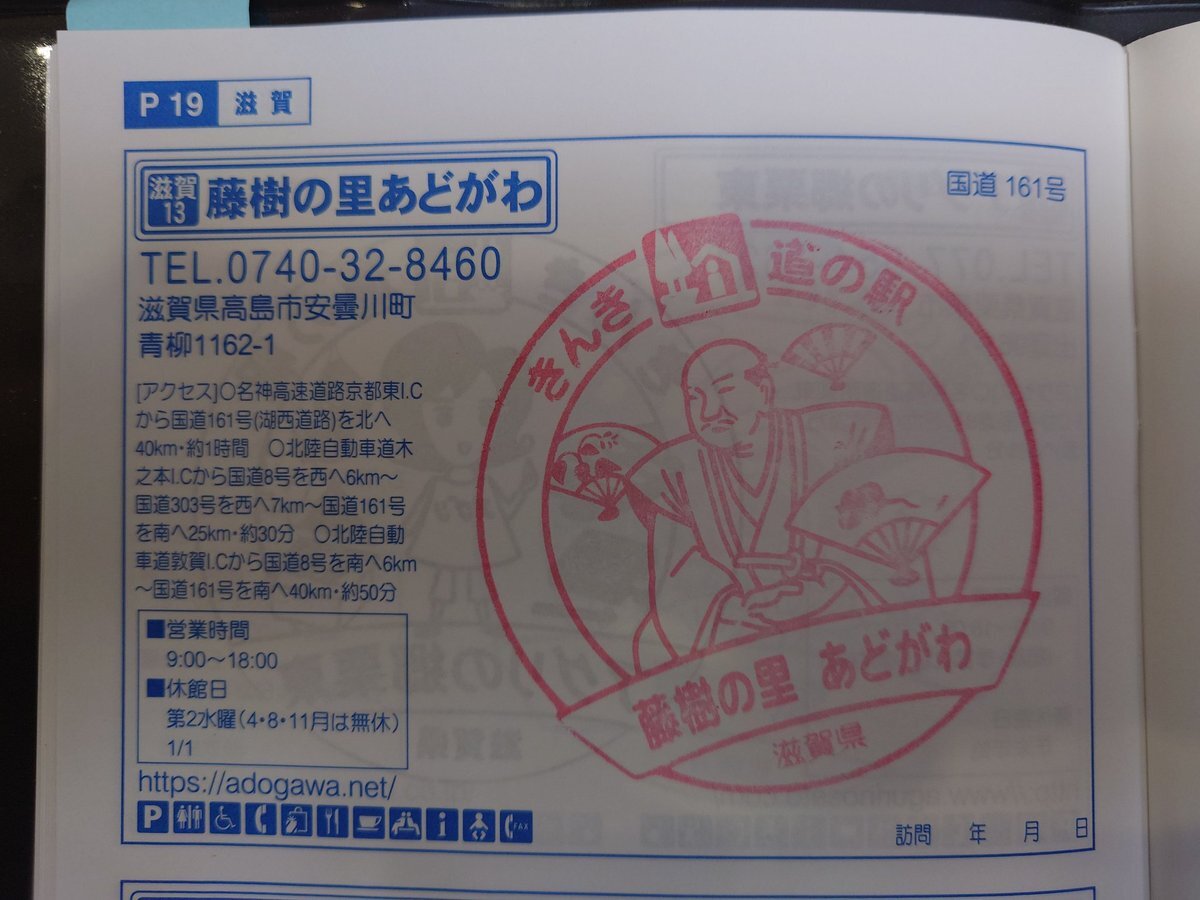 P 19 滋賀
滋賀
13
藤樹の里あどがわ
国道 161号
TEL.0740-32-8460
滋賀県高島市安曇川町
青柳1162-1
[アクセス]○名神高速道路京都東I.C
から国道161号(湖西道路)を北へ
40km・約1時間　○北陸自動車道木
之本I.Cから国道8号を西へ6km～
国道303号を西へ7km～国道161号
を南へ25km・約30分　○北陸自動
車道敦賀I.Cから国道8号を南へ6km
～国道161号を南へ40km・約50分
■営業時間
9:00～18:00
■休館日
第2水曜(4・8・11月は無休)
1/1
https://adogawa.net/
P i FAX
訪問　年　月　日
きんき 道の駅
藤樹の里 あどがわ
滋賀県